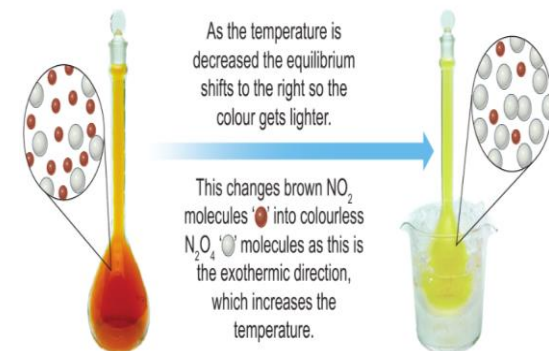 As the temperature is
decreased the equilibrium
shifts to the right so the
colour gets lighter.
This changes brown NO₂
molecules ‘ ’ into colourless
N₂O₄ ‘ ’ molecules as this is
the exothermic direction,
which increases the
temperature.